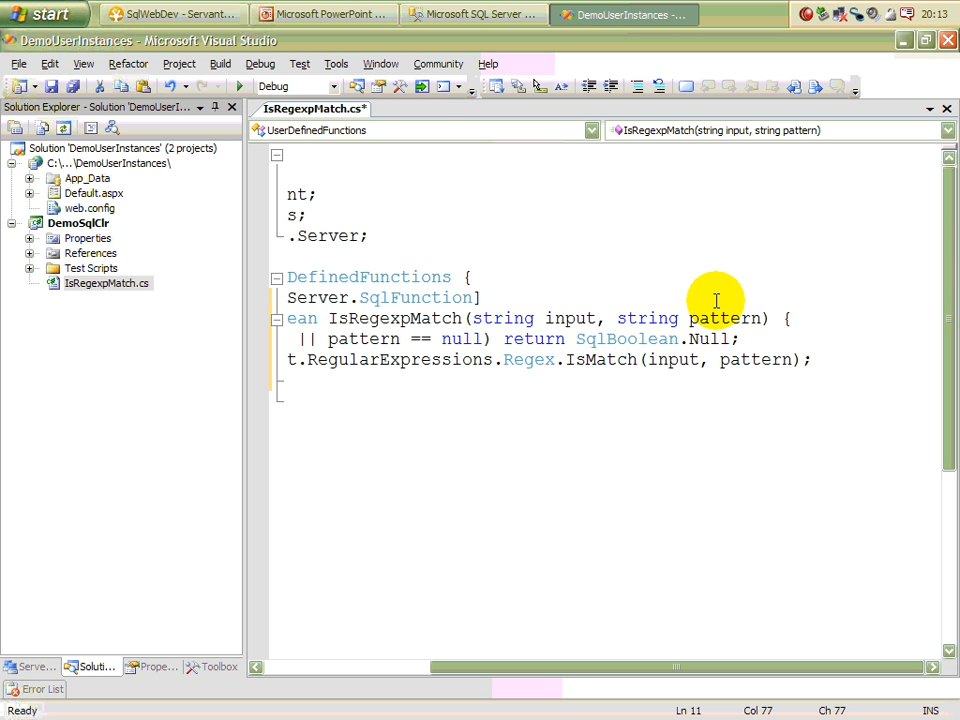 start
SqlWebDev - Servant...
Microsoft PowerPoint ...
Microsoft SQL Server ...
DemoUserInstances -...
20:13
DemoUserInstances - Microsoft Visual Studio
File Edit View Refactor Project Build Debug Test Tools Window Community Help
Debug
Solution Explorer - Solution 'DemoUserI...
IsRegexpMatch.cs*
UserDefinedFunctions
IsRegexpMatch(string input, string pattern)
Solution 'DemoUserInstances' (2 projects)
C:\...\DemoUserInstances\
App_Data
Default.aspx
web.config
DemoSqlClr
Properties
References
Test Scripts
IsRegexpMatch.cs
nt;
s;
.Server;
DefinedFunctions {
Server.SqlFunction]
ean IsRegexpMatch(string input, string pattern) {
|| pattern == null) return SqlBoolean.Null;
t.RegularExpressions.Regex.IsMatch(input, pattern);
Serve... Soluti... Prope... Toolbox
Error List
Ready
Ln 11 Col 77 Ch 77 INS